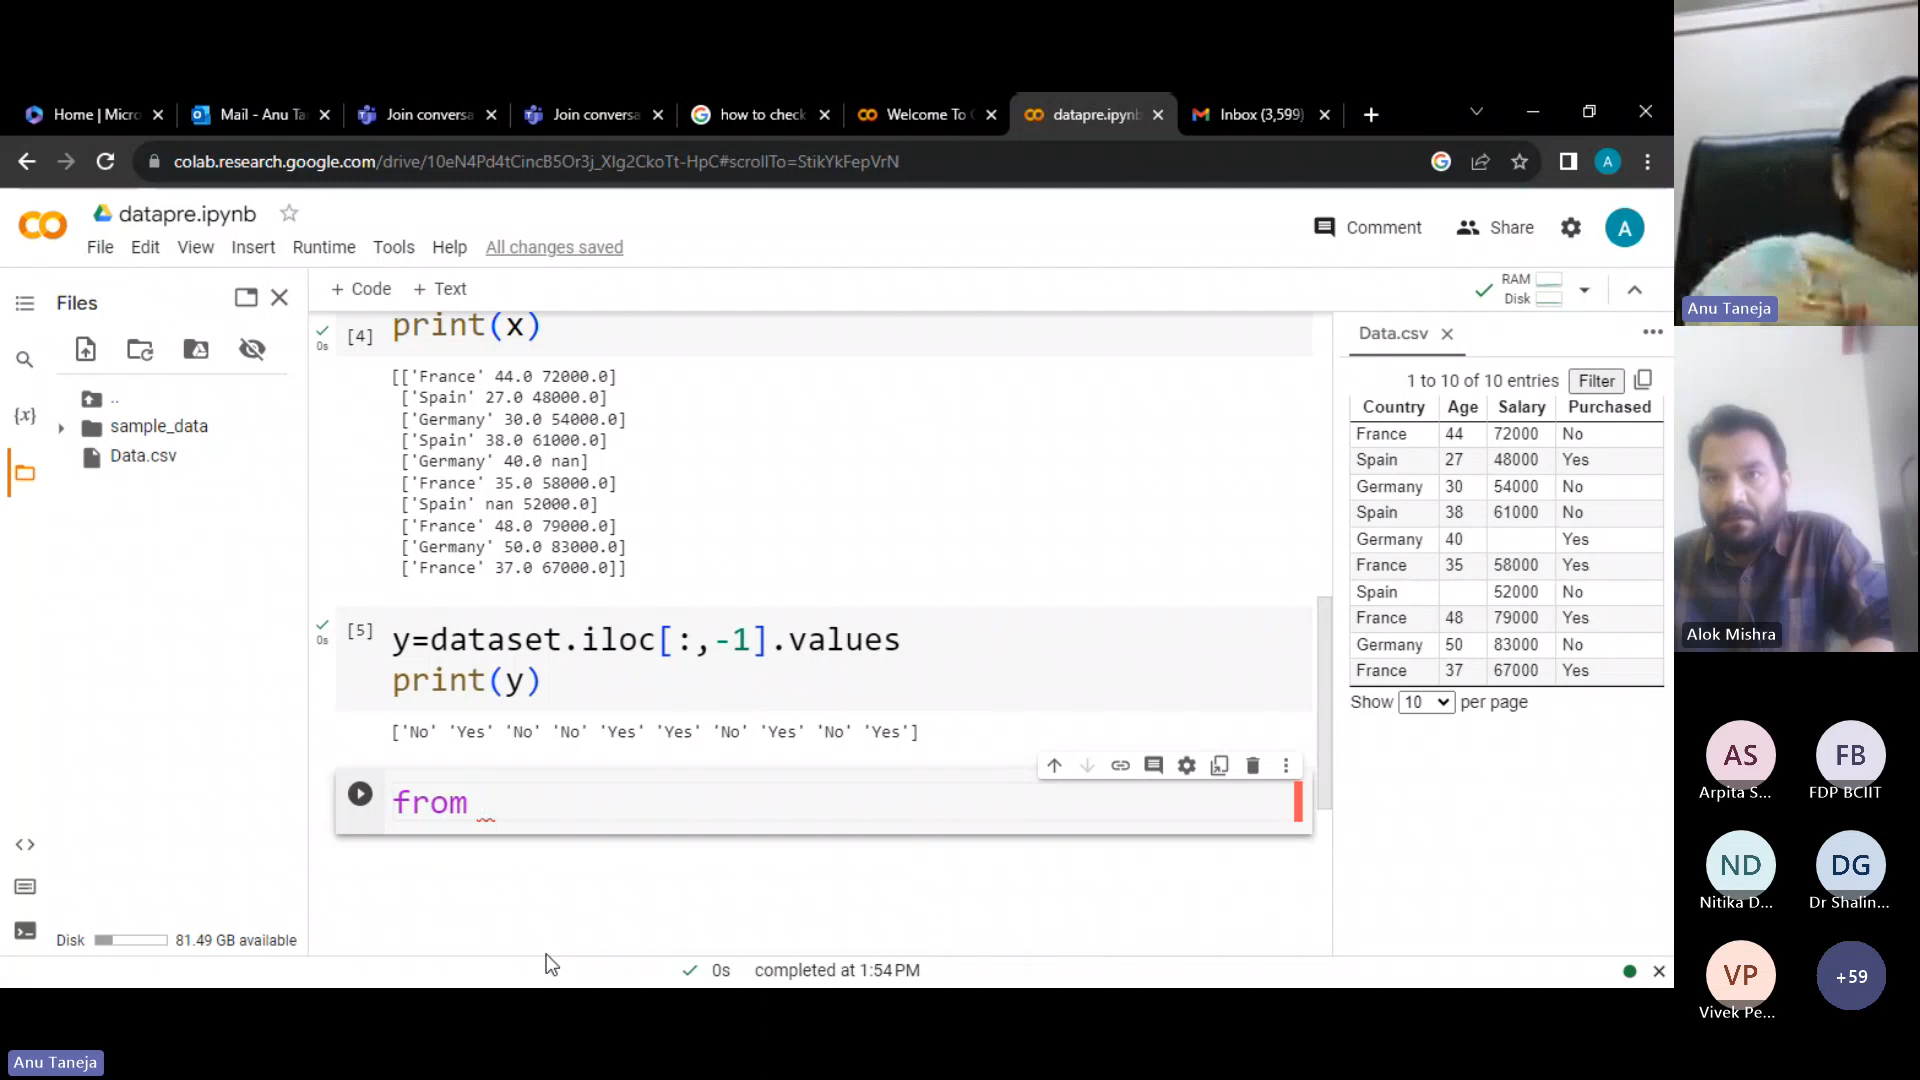 Home | Micro
Mail - Anu Ta
Join conversa
Join conversa
how to check
Welcome To
datapre.ipynb
Inbox (3,599)
colab.research.google.com/drive/10eN4Pd4tCincB5Or3j_XIg2CkoTt-HpC#scrollTo=StikYkFepVrN
A
datapre.ipynb
Comment
Share
A
File Edit View Insert Runtime Tools Help All changes saved
Files
+ Code + Text
RAM
Disk
..
sample_data
Data.csv
{x}
Disk 81.49 GB available
0s
[4]
print(x)
[['France' 44.0 72000.0]
['Spain' 27.0 48000.0]
['Germany' 30.0 54000.0]
['Spain' 38.0 61000.0]
['Germany' 40.0 nan]
['France' 35.0 58000.0]
['Spain' nan 52000.0]
['France' 48.0 79000.0]
['Germany' 50.0 83000.0]
['France' 37.0 67000.0]]
0s
[5]
y=dataset.iloc[:,-1].values
print(y)
['No' 'Yes' 'No' 'No' 'Yes' 'Yes' 'No' 'Yes' 'No' 'Yes']
from
0s completed at 1:54 PM
Data.csv
1 to 10 of 10 entries Filter
Country Age Salary Purchased
France 44 72000 No
Spain 27 48000 Yes
Germany 30 54000 No
Spain 38 61000 No
Germany 40 Yes
France 35 58000 Yes
Spain 52000 No
France 48 79000 Yes
Germany 50 83000 No
France 37 67000 Yes
Show 10 per page
Anu Taneja
Alok Mishra
AS
Arpita S...
FB
FDP BCIIT
ND
Nitika D...
DG
Dr Shalin...
VP
Vivek Pe...
+59
Anu Taneja